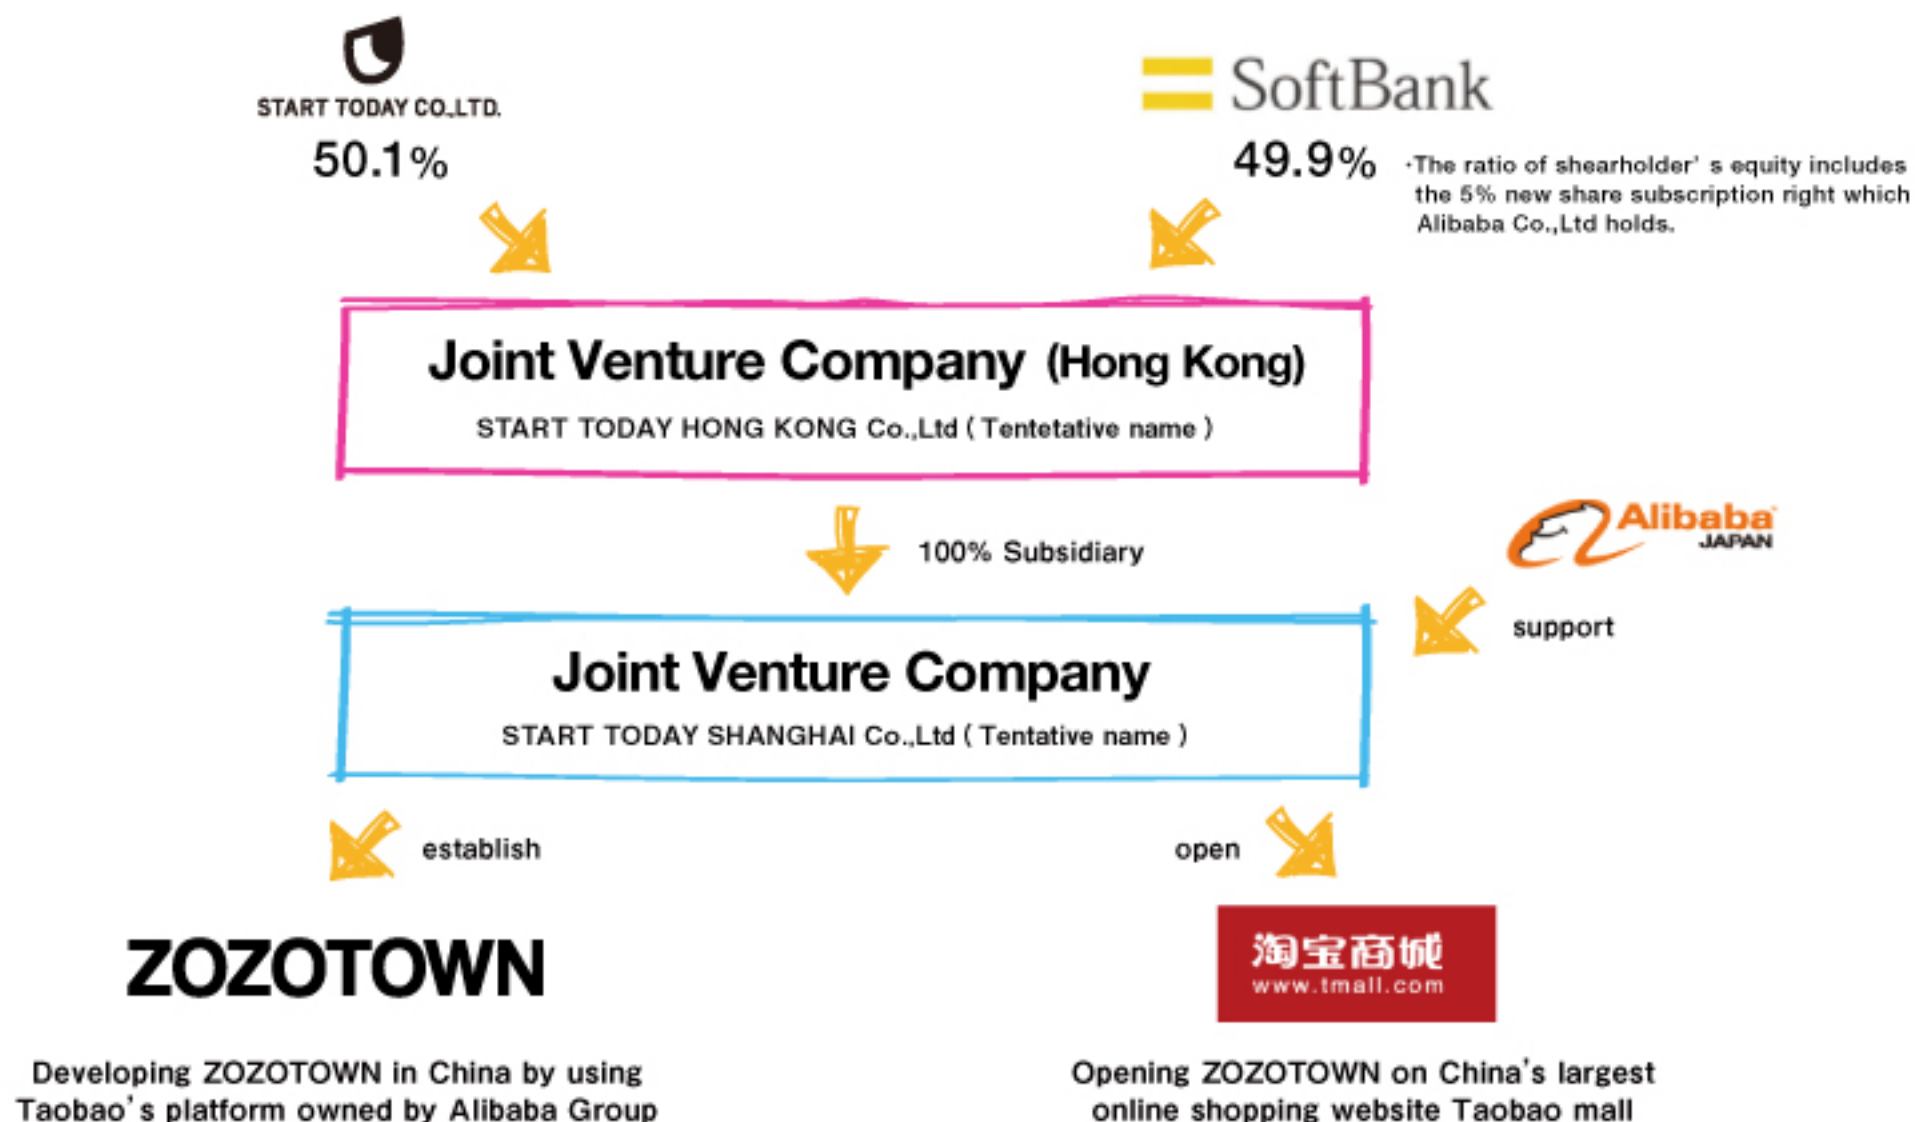 START TODAY CO.,LTD.
50.1%
SoftBank
49.9%
·The ratio of shearholder’ s equity includes
the 5% new share subscription right which
Alibaba Co.,Ltd holds.
Joint Venture Company (Hong Kong)
START TODAY HONG KONG Co.,Ltd ( Tentetative name )
100% Subsidiary
Alibaba
JAPAN
support
Joint Venture Company
START TODAY SHANGHAI Co.,Ltd ( Tentative name )
establish
open
ZOZOTOWN
淘宝商城
www.tmall.com
Developing ZOZOTOWN in China by using
Taobao’s platform owned by Alibaba Group
Opening ZOZOTOWN on China’s largest
online shopping website Taobao mall